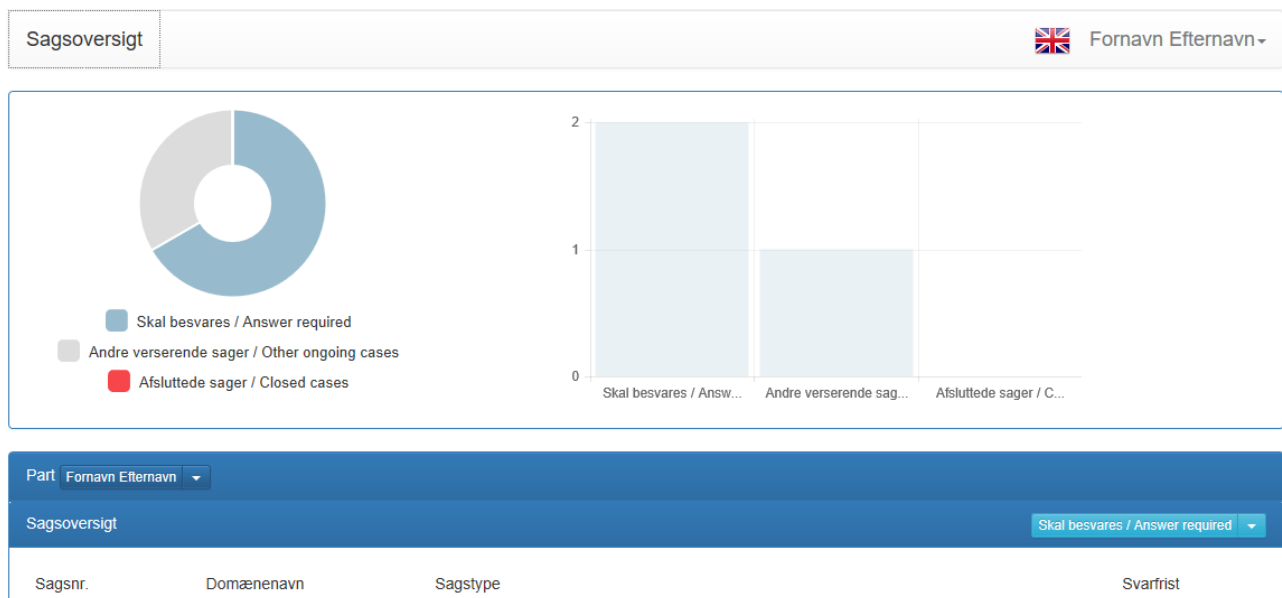 Sagsoversigt
Fornavn Efternavn
2
1
0
Skal besvares / Answer required
Andre verserende sager / Other ongoing cases
Afsluttede sager / Closed cases
Skal besvares / Answ... Andre verserende sag... Afsluttede sager / C...
Part Fornavn Efternavn
Sagsoversigt
Skal besvares / Answer required
Sagsnr. Domænenavn Sagstype Svarfrist